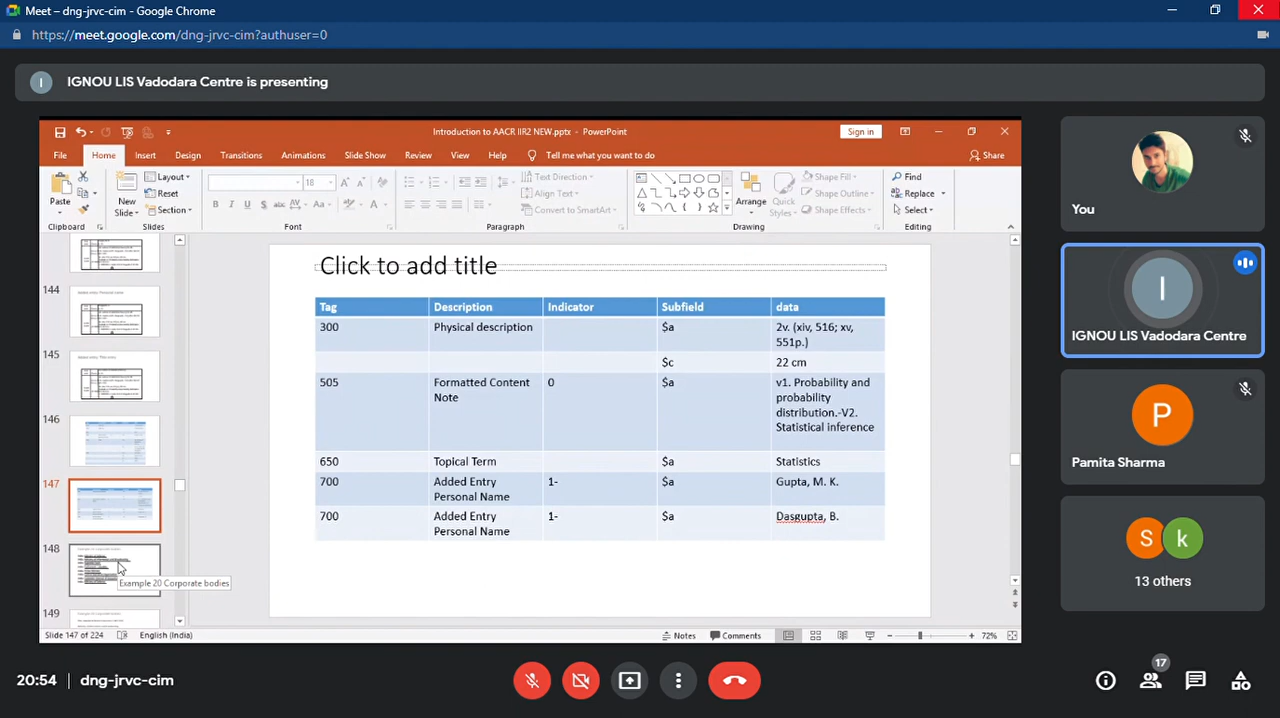 Meet – dng-jrvc-cim - Google Chrome
https://meet.google.com/dng-jrvc-cim?authuser=0
I IGNOU LIS Vadodara Centre is presenting
Introduction to AACR IIR2 NEW.pptx - PowerPoint
Sign in
File Home Insert Design Transitions Animations Slide Show Review View Help Tell me what you want to do Share
Paste
Clipboard
New Slide
Layout
Reset
Section
Slides
18
B I U S abc AV Aa A
Font
Text Direction
Align Text
Convert to SmartArt
Paragraph
Arrange
Quick Styles
Shape Fill
Shape Outline
Shape Effects
Drawing
Find
Replace
Select
Editing
144
145
146
147
148
149
Example 20 Corporate bodies
Click to add title
Tag Description Indicator Subfield data
300 Physical description $a 2v. (xiv, 516; xv,
551p.)
$c 22 cm
505 Formatted Content 0 $a v1. Probability and
Note probability
distribution.-V2.
Statistical inference
650 Topical Term $a Statistics
700 Added Entry 1- $a Gupta, M. K.
Personal Name
700 Added Entry 1- $a Dasgupta, B.
Personal Name
Slide 147 of 224 English (India) Notes Comments 72%
You
I
IGNOU LIS Vadodara Centre
P
Pamita Sharma
S k
13 others
20:54 | dng-jrvc-cim
17